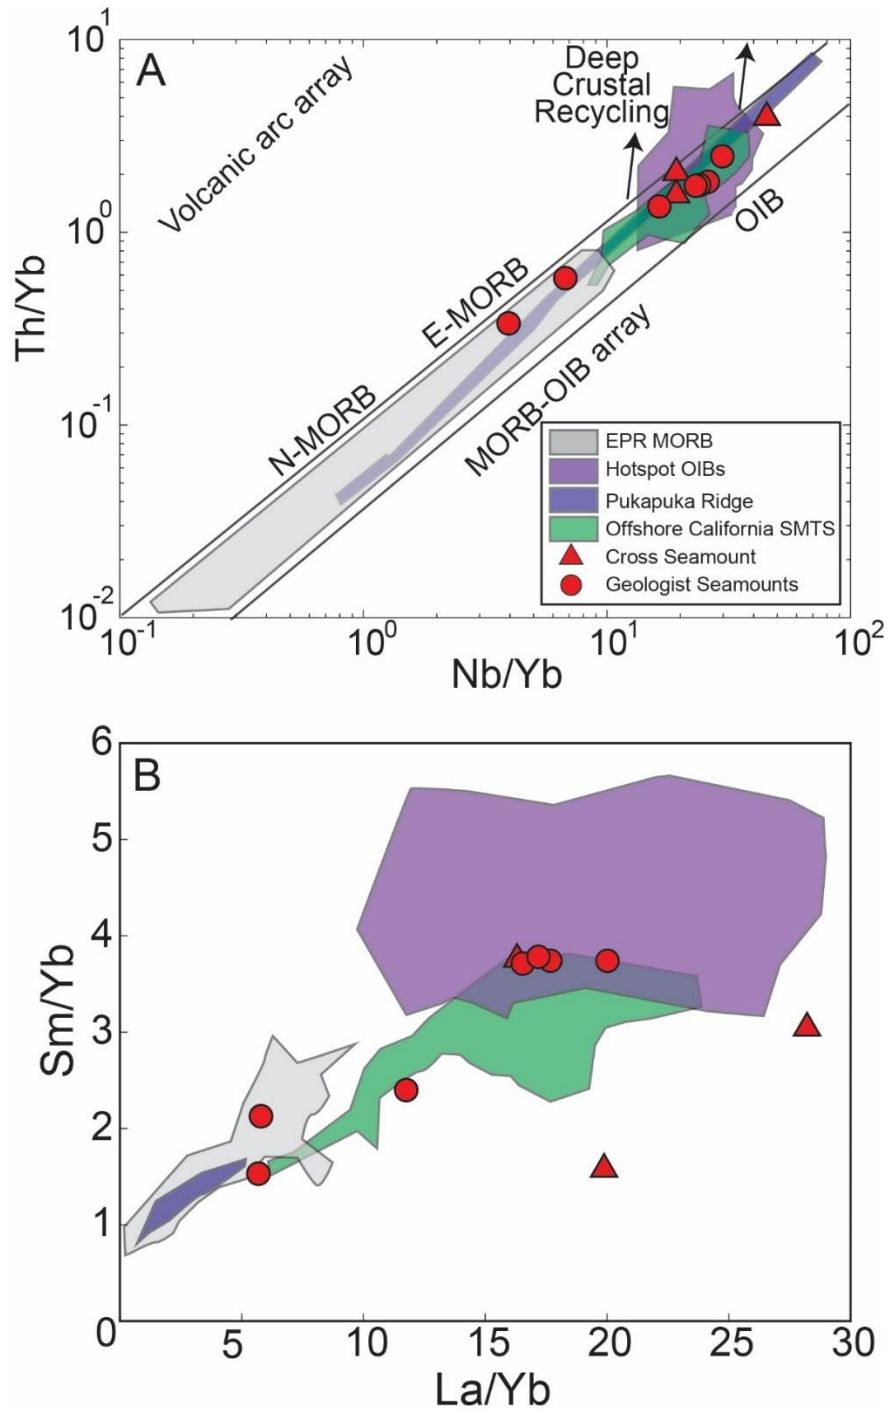 A
Volcanic arc array
Deep
Crustal
Recycling
OIB
E-MORB
N-MORB
MORB-OIB array
EPR MORB
Hotspot OIBs
Pukapuka Ridge
Offshore California SMTS
Cross Seamount
Geologist Seamounts
10^1
10^0
10^-1
10^-2
Th/Yb
10^-1
10^0
10^1
10^2
Nb/Yb
B
6
5
4
3
2
1
0
Sm/Yb
5
10
15
20
25
30
La/Yb